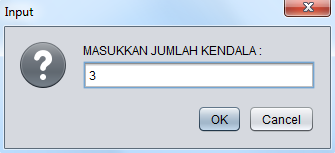 Input
MASUKKAN JUMLAH KENDALA :
3
OK
Cancel